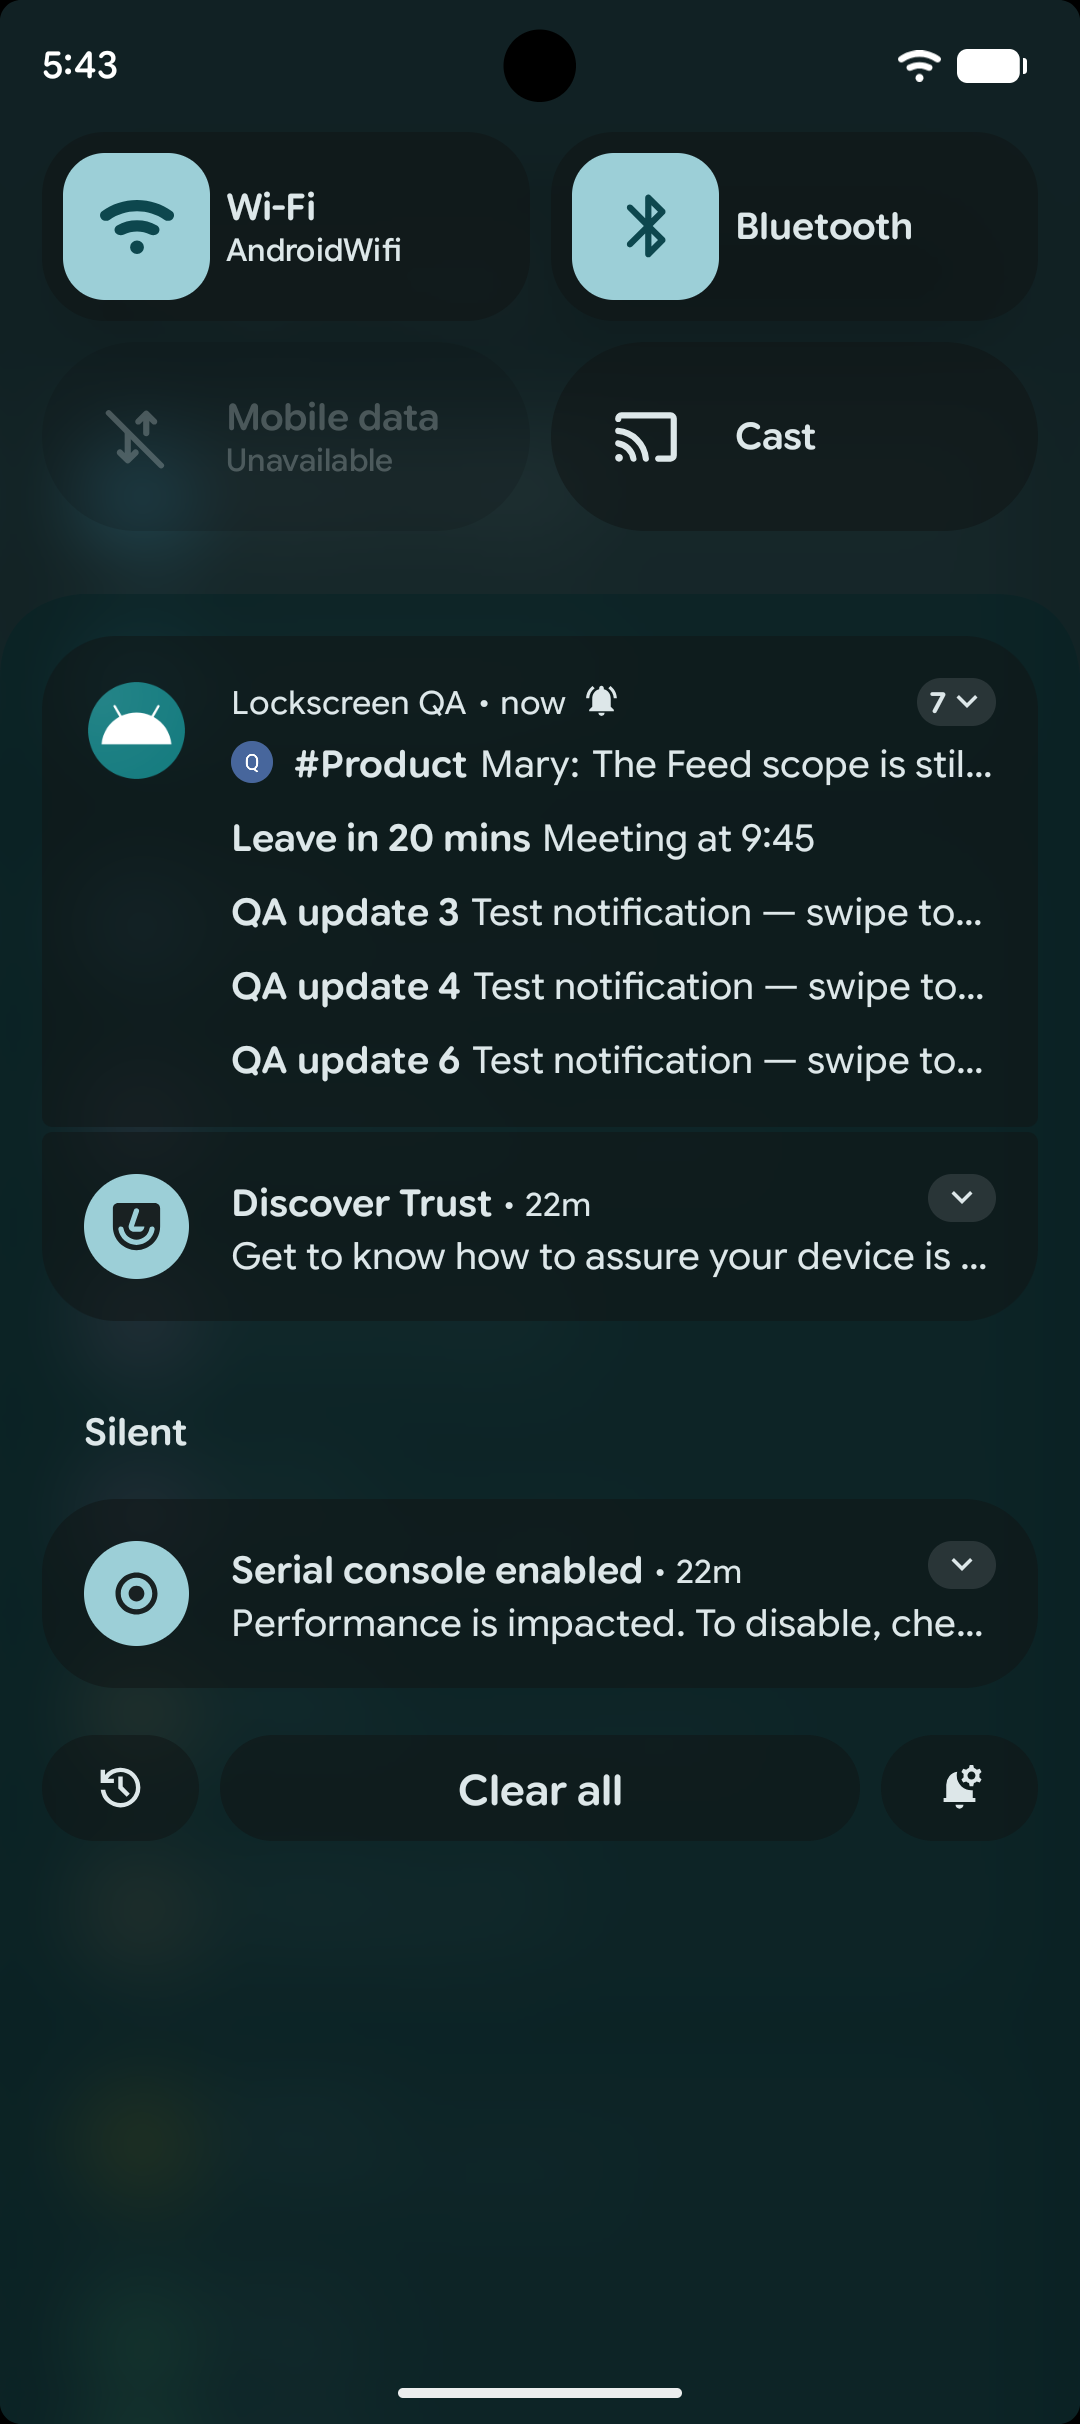 5:43
Wi-Fi
AndroidWifi
Bluetooth
Mobile data
Unavailable
Cast
Lockscreen QA • now
7
Q #Product Mary: The Feed scope is stil...
Leave in 20 mins Meeting at 9:45
QA update 3 Test notification — swipe to...
QA update 4 Test notification — swipe to...
QA update 6 Test notification — swipe to...
Discover Trust • 22m
Get to know how to assure your device is ...
Silent
Serial console enabled • 22m
Performance is impacted. To disable, che...
Clear all